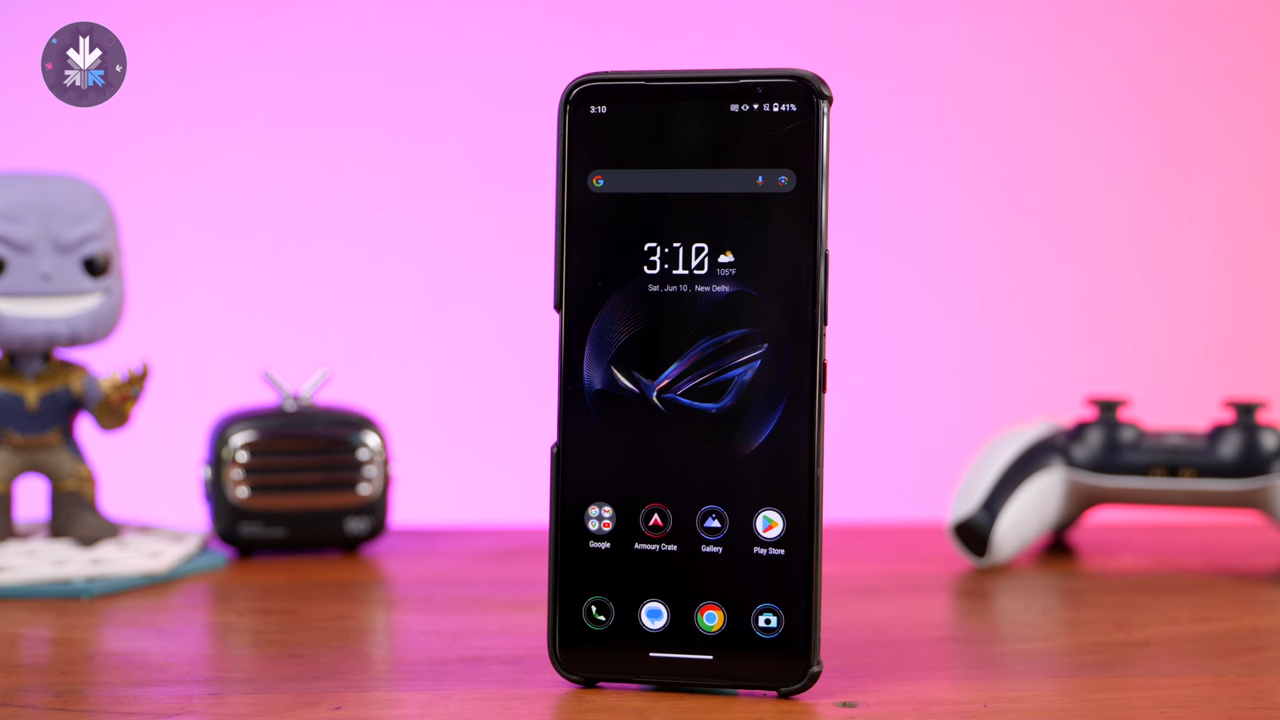 3:10
41%
3:10
105°F
Sat, Jun 10, New Delhi
Google
Armoury Crate
Gallery
Play Store